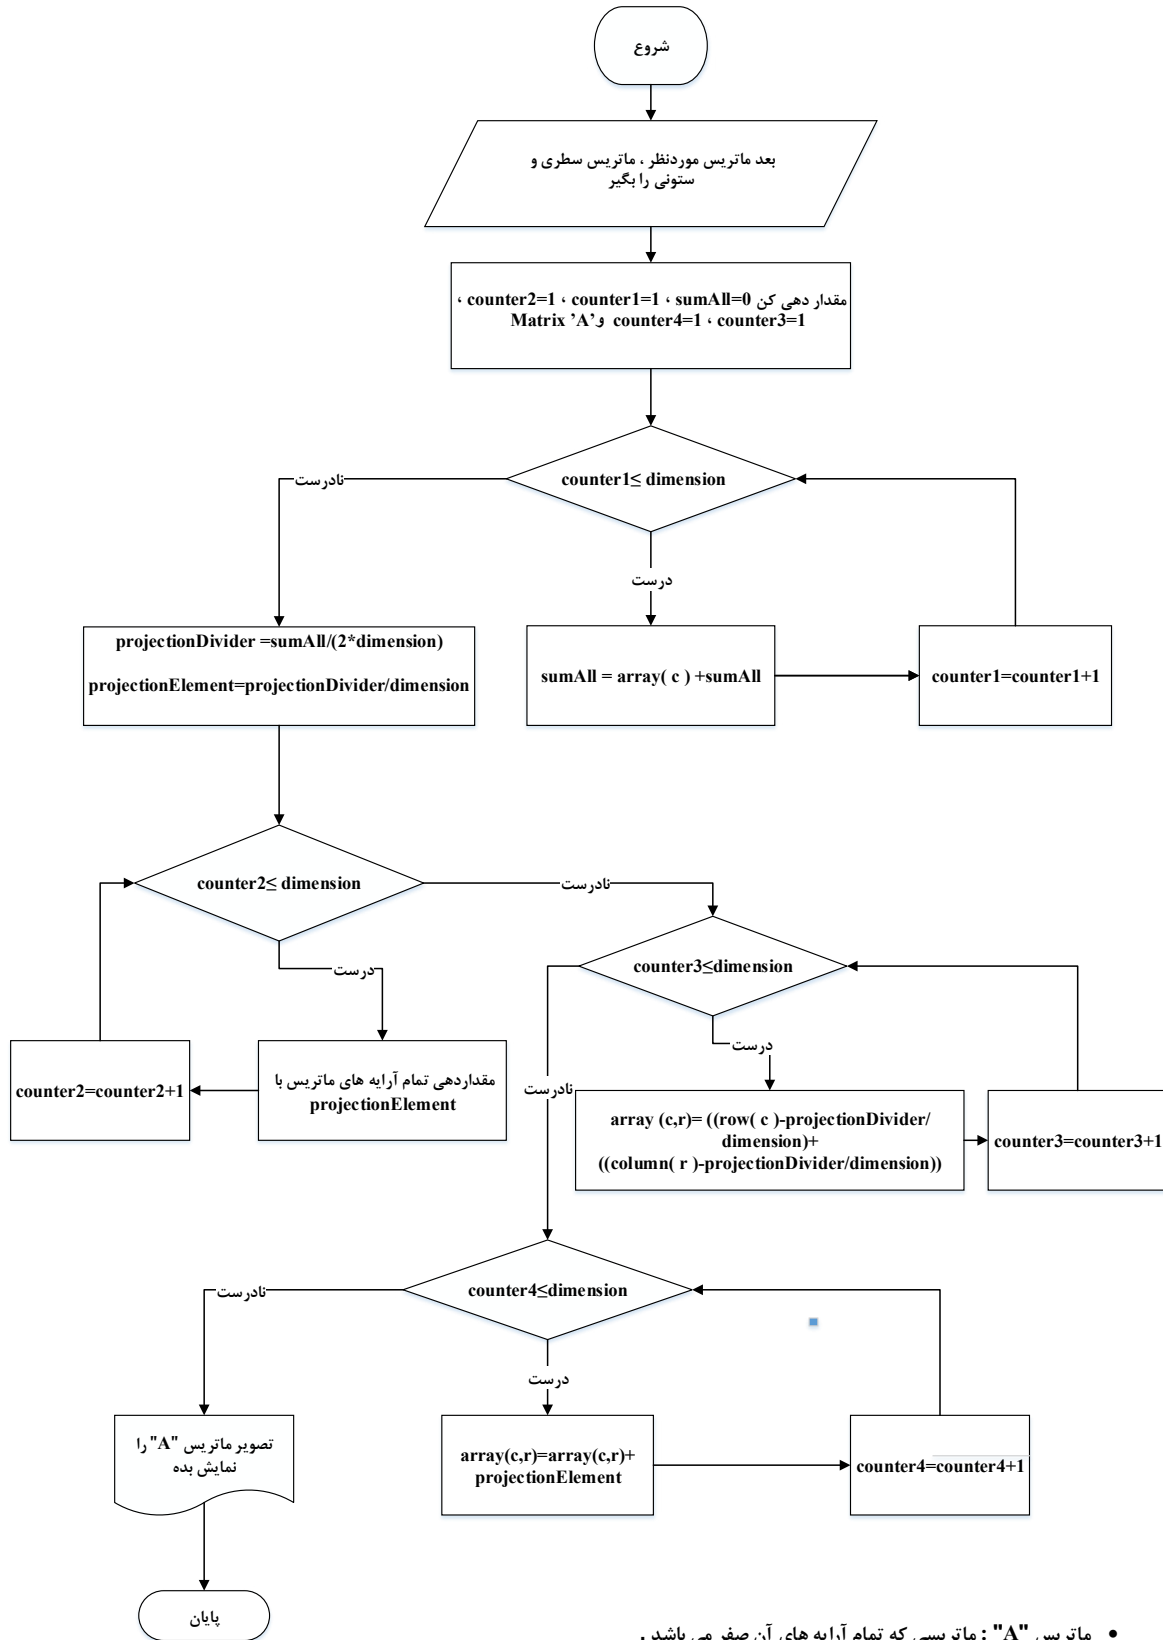 شروع
بعد ماتریس موردنظر ، ماتریس سطری و
ستونی را بگیر
مقدار دهی کن sumAll=0 ، counter1=1 ، counter2=1 ،
counter3=1 ، counter4=1 و Matrix ’A’
counter1≤ dimension
نادرست
درست
projectionDivider =sumAll/(2*dimension)
projectionElement=projectionDivider/dimension
sumAll = array( c ) +sumAll
counter1=counter1+1
counter2≤ dimension
نادرست
درست
counter3≤dimension
counter2=counter2+1
مقداردهی تمام آرایه های ماتریس با
projectionElement
درست
نادرست
array (c,r)= ((row( c )-projectionDivider/
dimension)+
((column( r )-projectionDivider/dimension))
counter3=counter3+1
counter4≤dimension
نادرست
درست
تصویر ماتریس "A" را
نمایش بده
array(c,r)=array(c,r)+
projectionElement
counter4=counter4+1
پایان
• ماتریس "A" : ماتریسی که تمام آرایه های آن صفر می باشد .